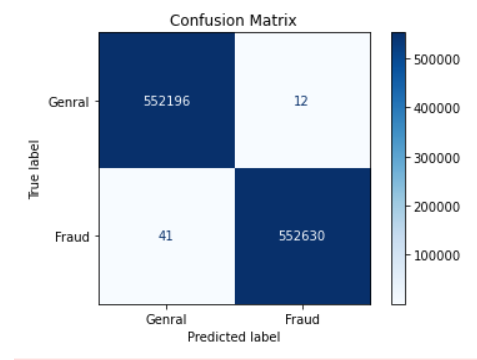 Confusion Matrix
Genral
552196
12
Fraud
41
552630
True label
Genral
Fraud
Predicted label
500000
400000
300000
200000
100000